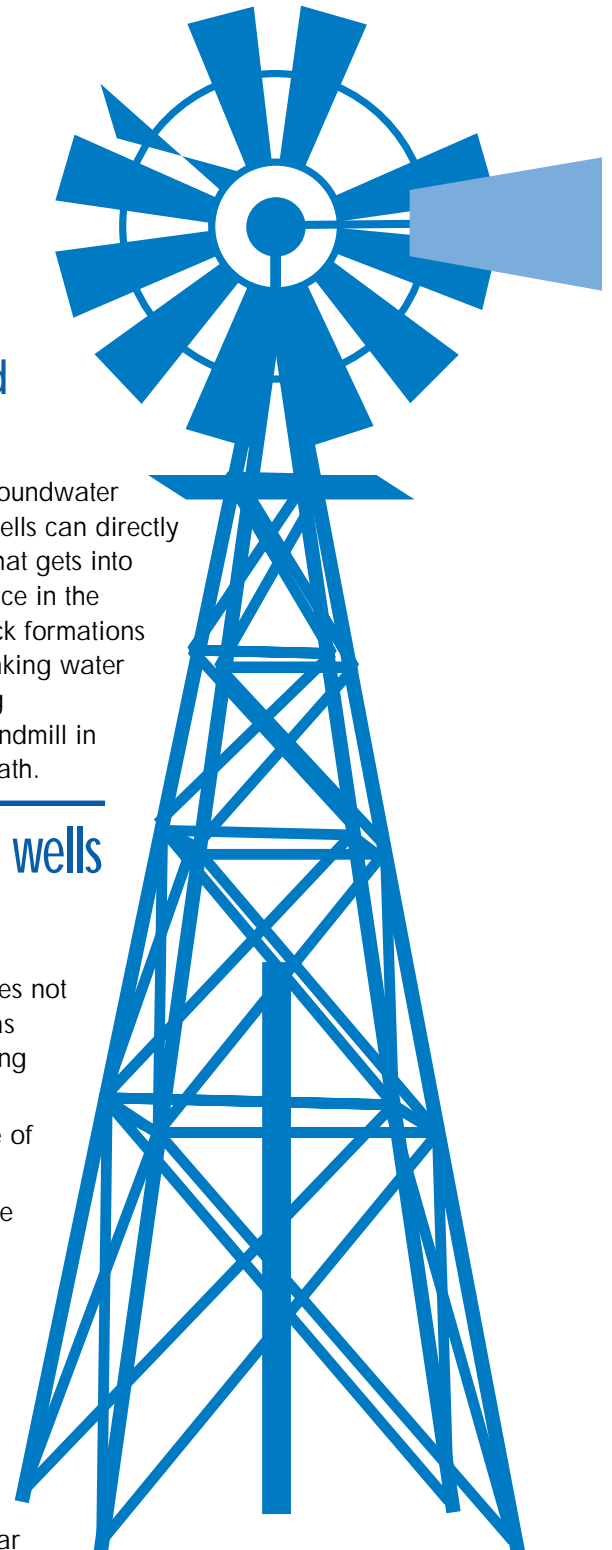 oundwater
ells can directly
hat gets into
ce in the
ck formations
nking water
g
ndmill in
ath.
wells
es not
as
ng
of
e
ar